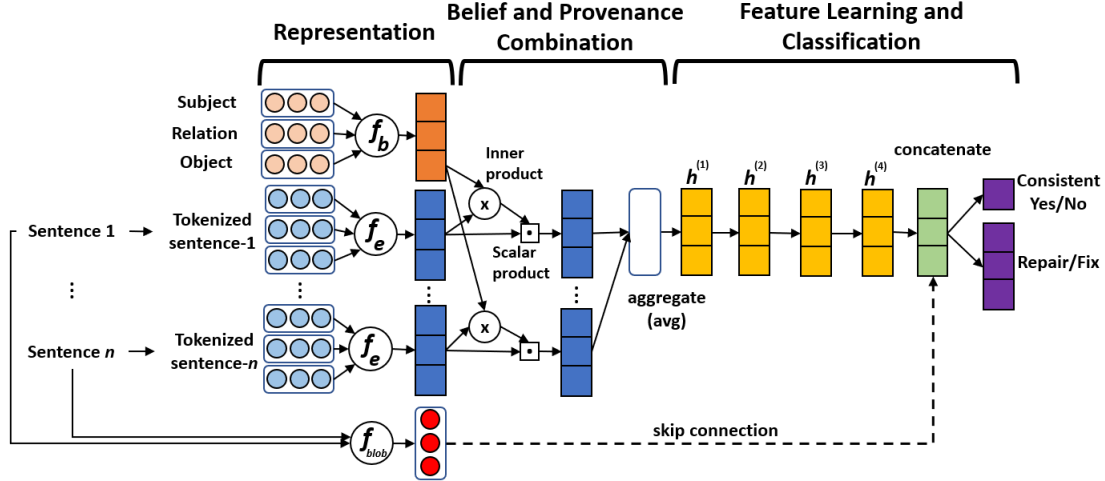 Representation
Belief and Provenance
Combination
Feature Learning and
Classification
Subject
Relation
Object
f_b
Inner
product
x
Scalar
product
Sentence 1
Tokenized
sentence-1
f_e
⋮
Sentence n
Tokenized
sentence-n
f_e
x
aggregate
(avg)
h^(1)
h^(2)
h^(3)
h^(4)
concatenate
Consistent
Yes/No
Repair/Fix
f_blob
skip connection